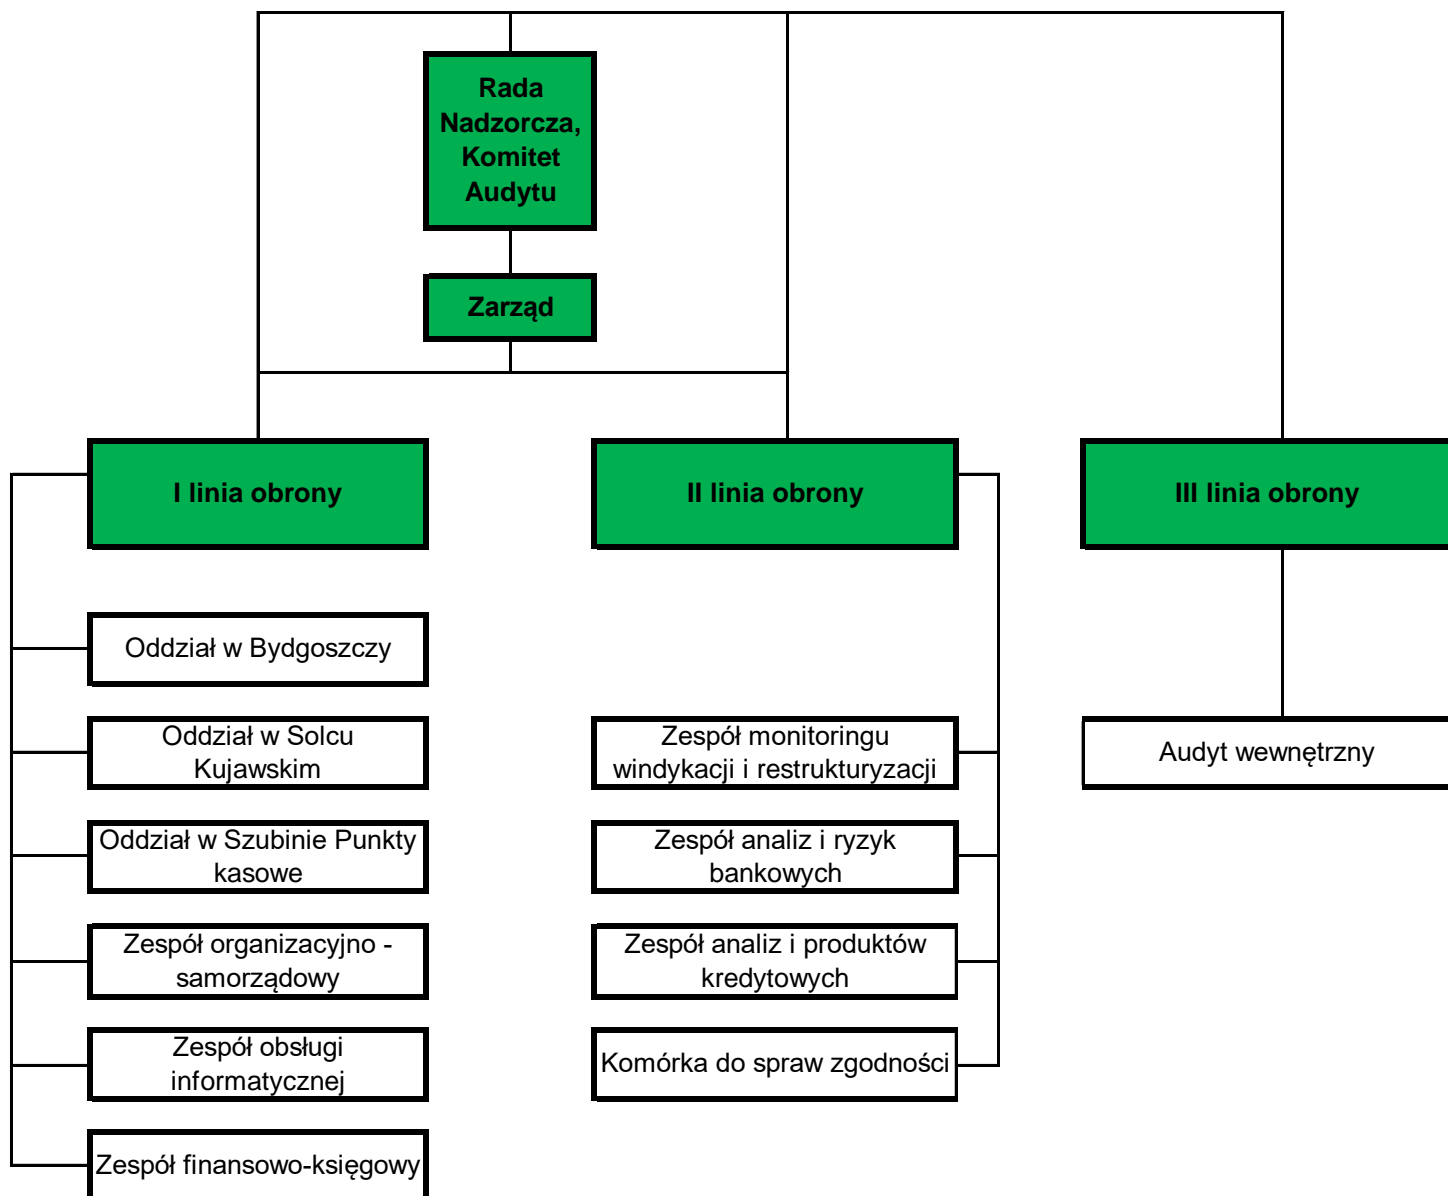 Rada
Nadzorcza,
Komitet
Audytu
Zarząd
I linia obrony
II linia obrony
III linia obrony
Oddział w Bydgoszczy
Oddział w Solcu
Kujawskim
Oddział w Szubinie Punkty
kasowe
Zespół organizacyjno -
samorządowy
Zespół obsługi
informatycznej
Zespół finansowo-księgowy
Zespół monitoringu
windykacji i restrukturyzacji
Zespół analiz i ryzyk
bankowych
Zespół analiz i produktów
kredytowych
Komórka do spraw zgodności
Audyt wewnętrzny